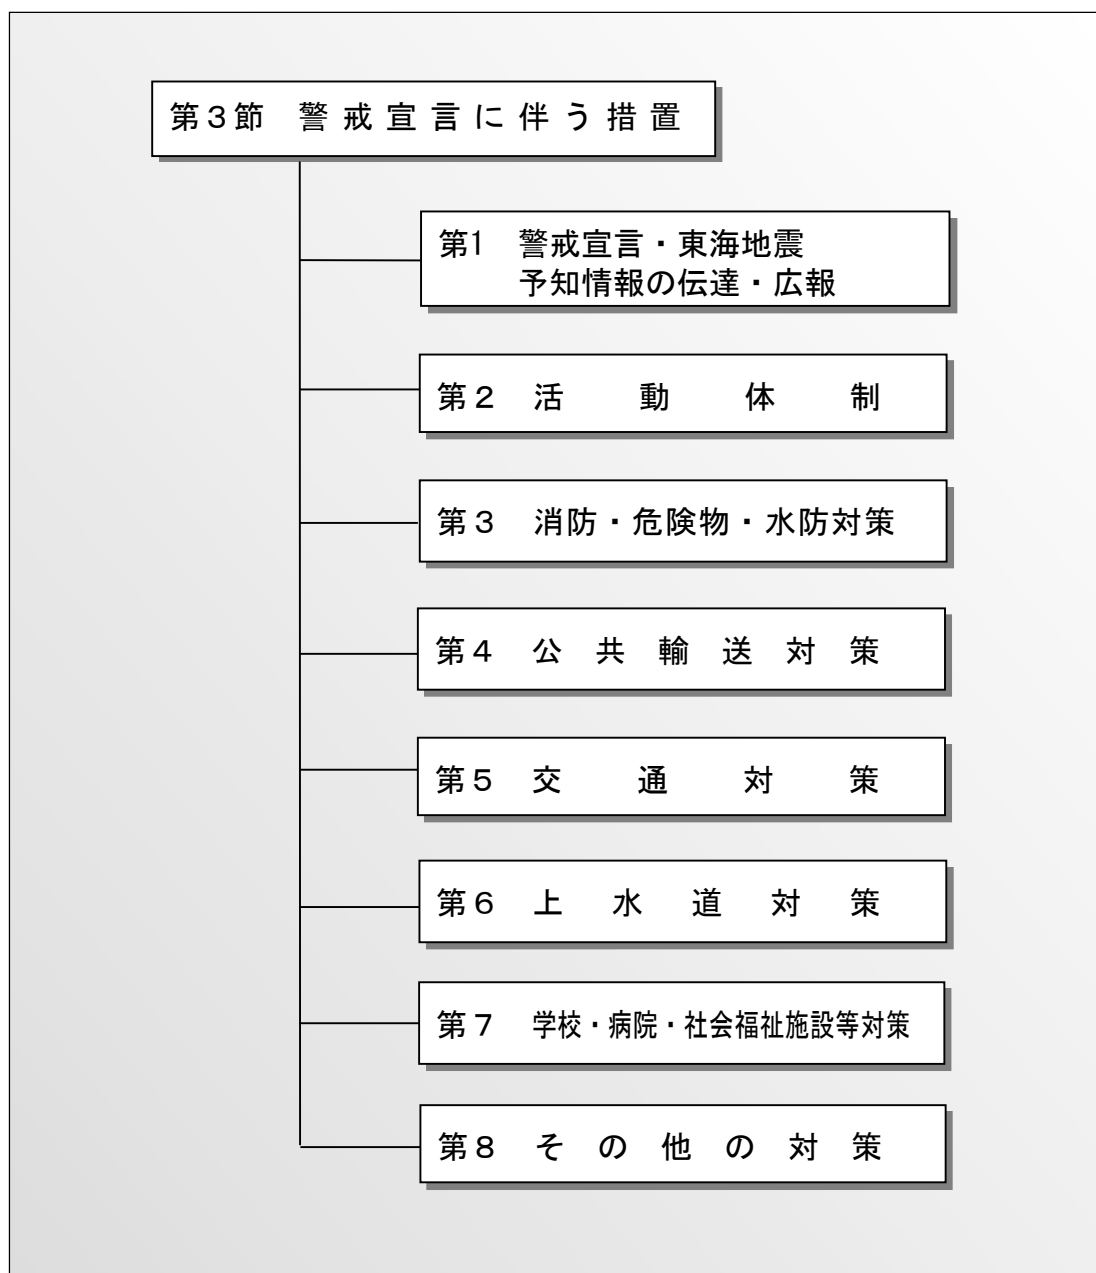 第３節　警戒宣言に伴う措置
第1　警戒宣言・東海地震
予知情報の伝達・広報
第２　活動体制
第３　消防・危険物・水防対策
第４　公共輸送対策
第５　交通対策
第６　上水道対策
第７　学校・病院・社会福祉施設等対策
第８　その他の対策